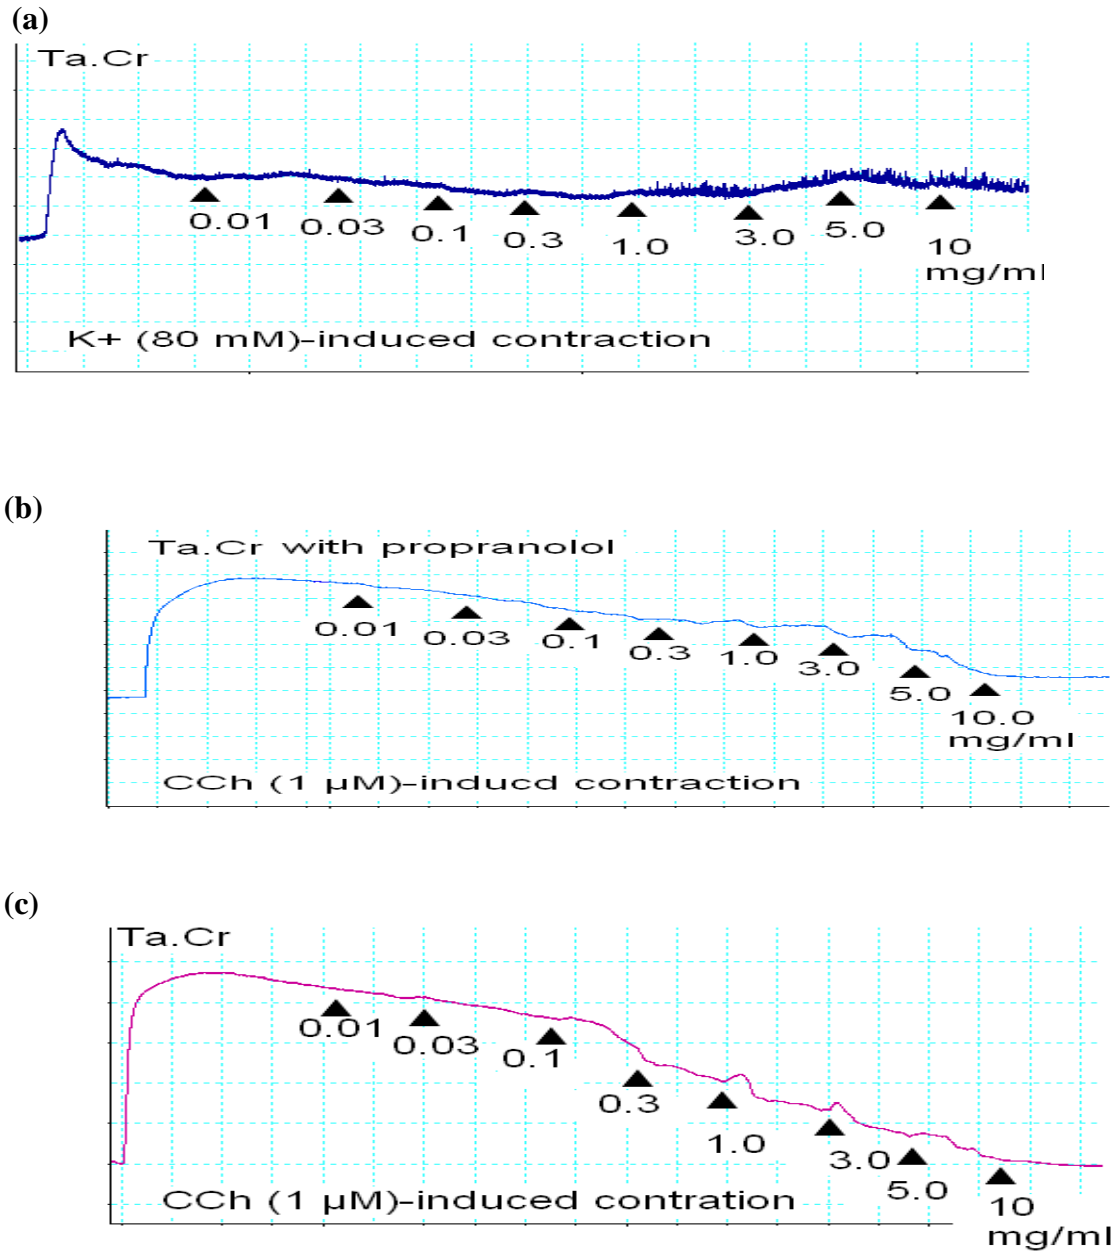 (a)
Ta.Cr
0.01
0.03
0.1
0.3
1.0
3.0
5.0
10
mg/ml
K+ (80 mM)-induced contraction
(b)
Ta.Cr with propranolol
0.01
0.03
0.1
0.3
1.0
3.0
5.0
10.0
mg/ml
CCh (1 µM)-inducd contraction
(c)
Ta.Cr
0.01
0.03
0.1
0.3
1.0
3.0
5.0
10
mg/ml
CCh (1 µM)-induced contration